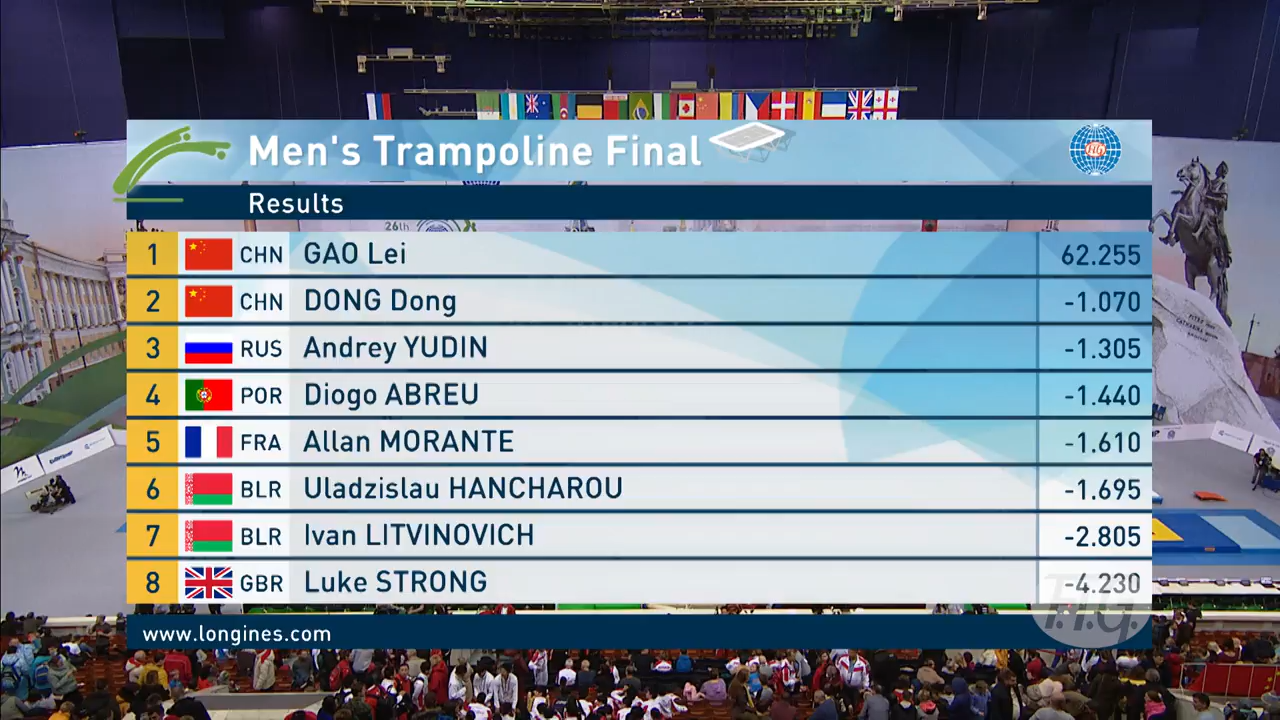 Men's Trampoline Final
FIG
Results
26th
1 CHN GAO Lei 62.255
2 CHN DONG Dong -1.070
3 RUS Andrey YUDIN -1.305
4 POR Diogo ABREU -1.440
5 FRA Allan MORANTE -1.610
6 BLR Uladzislau HANCHAROU -1.695
7 BLR Ivan LITVINOVICH -2.805
8 GBR Luke STRONG -4.230
F.I.G.
www.longines.com